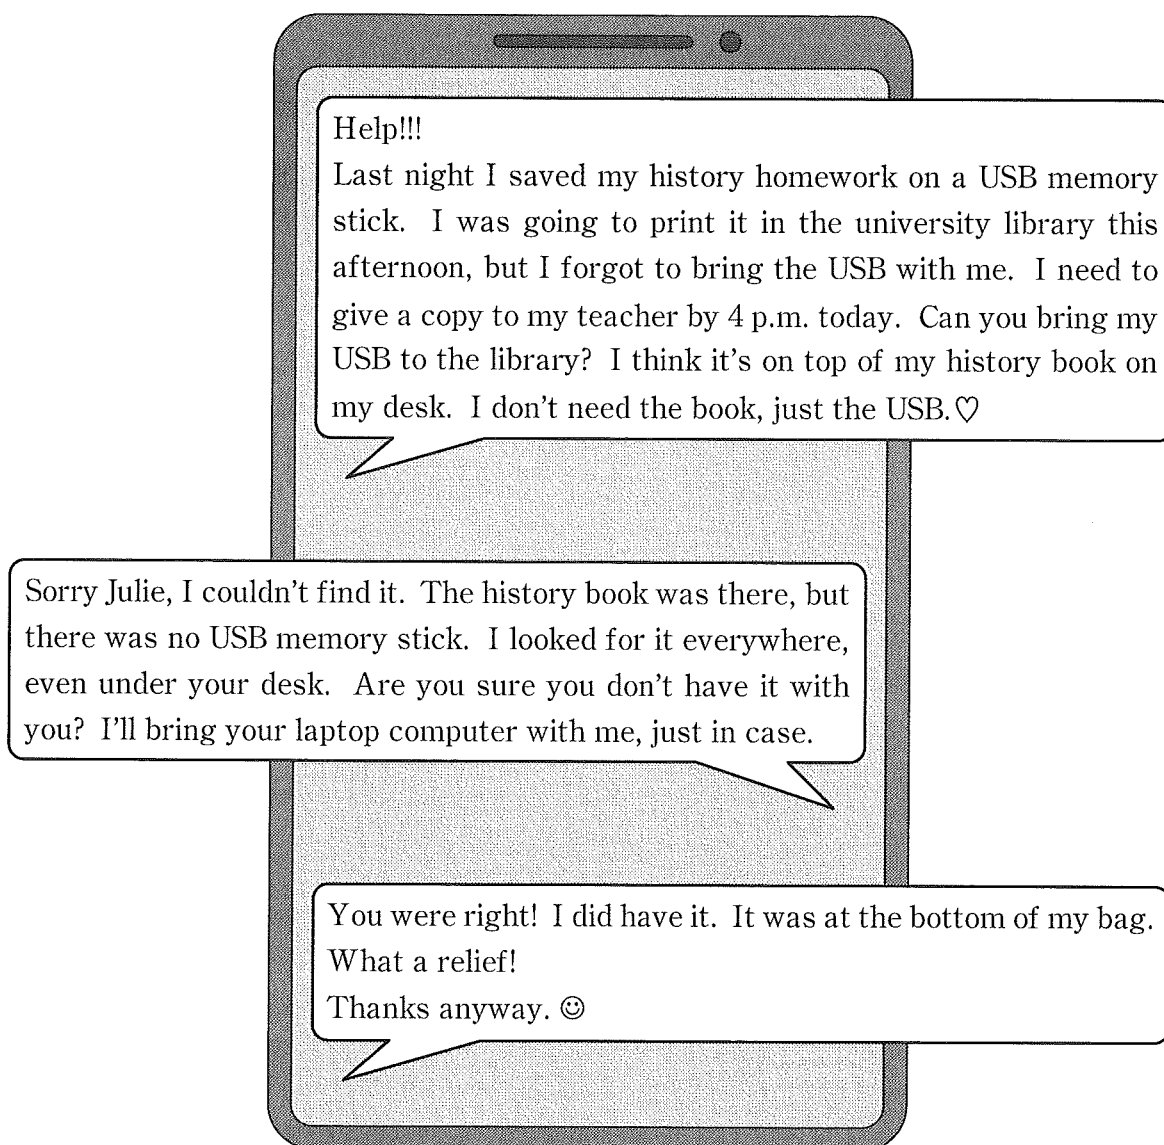 Help!!!
Last night I saved my history homework on a USB memory
stick. I was going to print it in the university library this
afternoon, but I forgot to bring the USB with me. I need to
give a copy to my teacher by 4 p.m. today. Can you bring my
USB to the library? I think it's on top of my history book on
my desk. I don't need the book, just the USB.♡
Sorry Julie, I couldn't find it. The history book was there, but
there was no USB memory stick. I looked for it everywhere,
even under your desk. Are you sure you don't have it with
you? I'll bring your laptop computer with me, just in case.
You were right! I did have it. It was at the bottom of my bag.
What a relief!
Thanks anyway. ☺